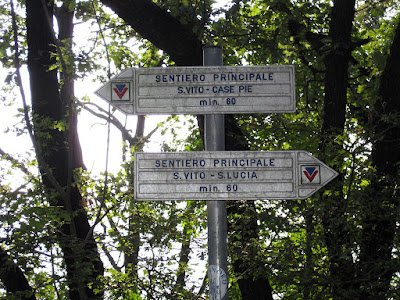 SENTIERO PRINCIPALE
S.VITO-CASE PIE
min. 60
SENTIERO PRINCIPALE
S.VITO - S.LUCIA
min. 60